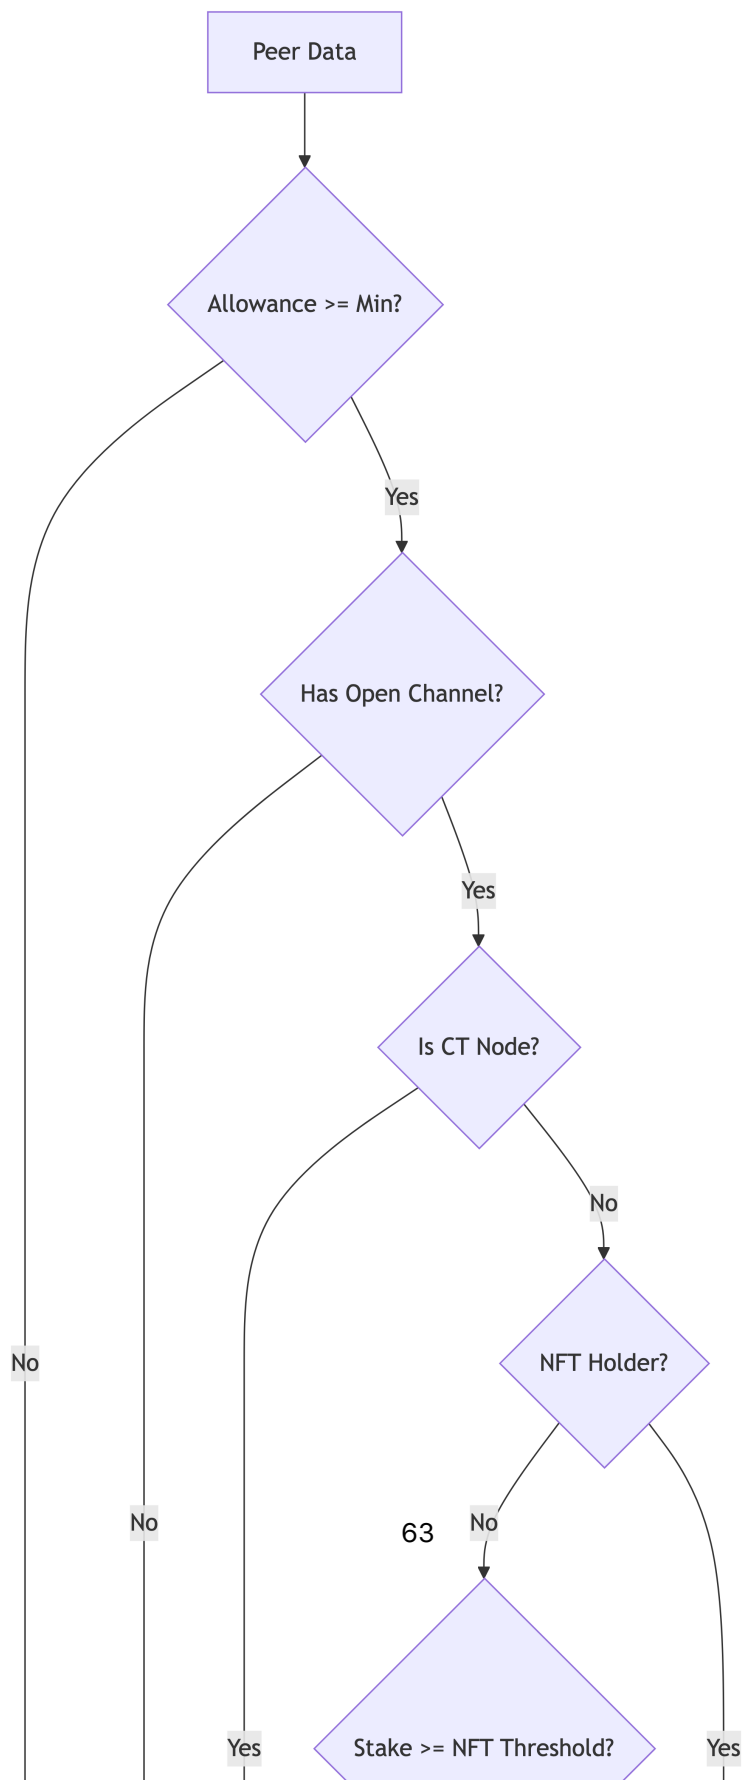 Peer Data
Allowance >= Min?
Yes
Has Open Channel?
Yes
Is CT Node?
No
No
NFT Holder?
No
63
No
Yes
Stake >= NFT Threshold?
Yes